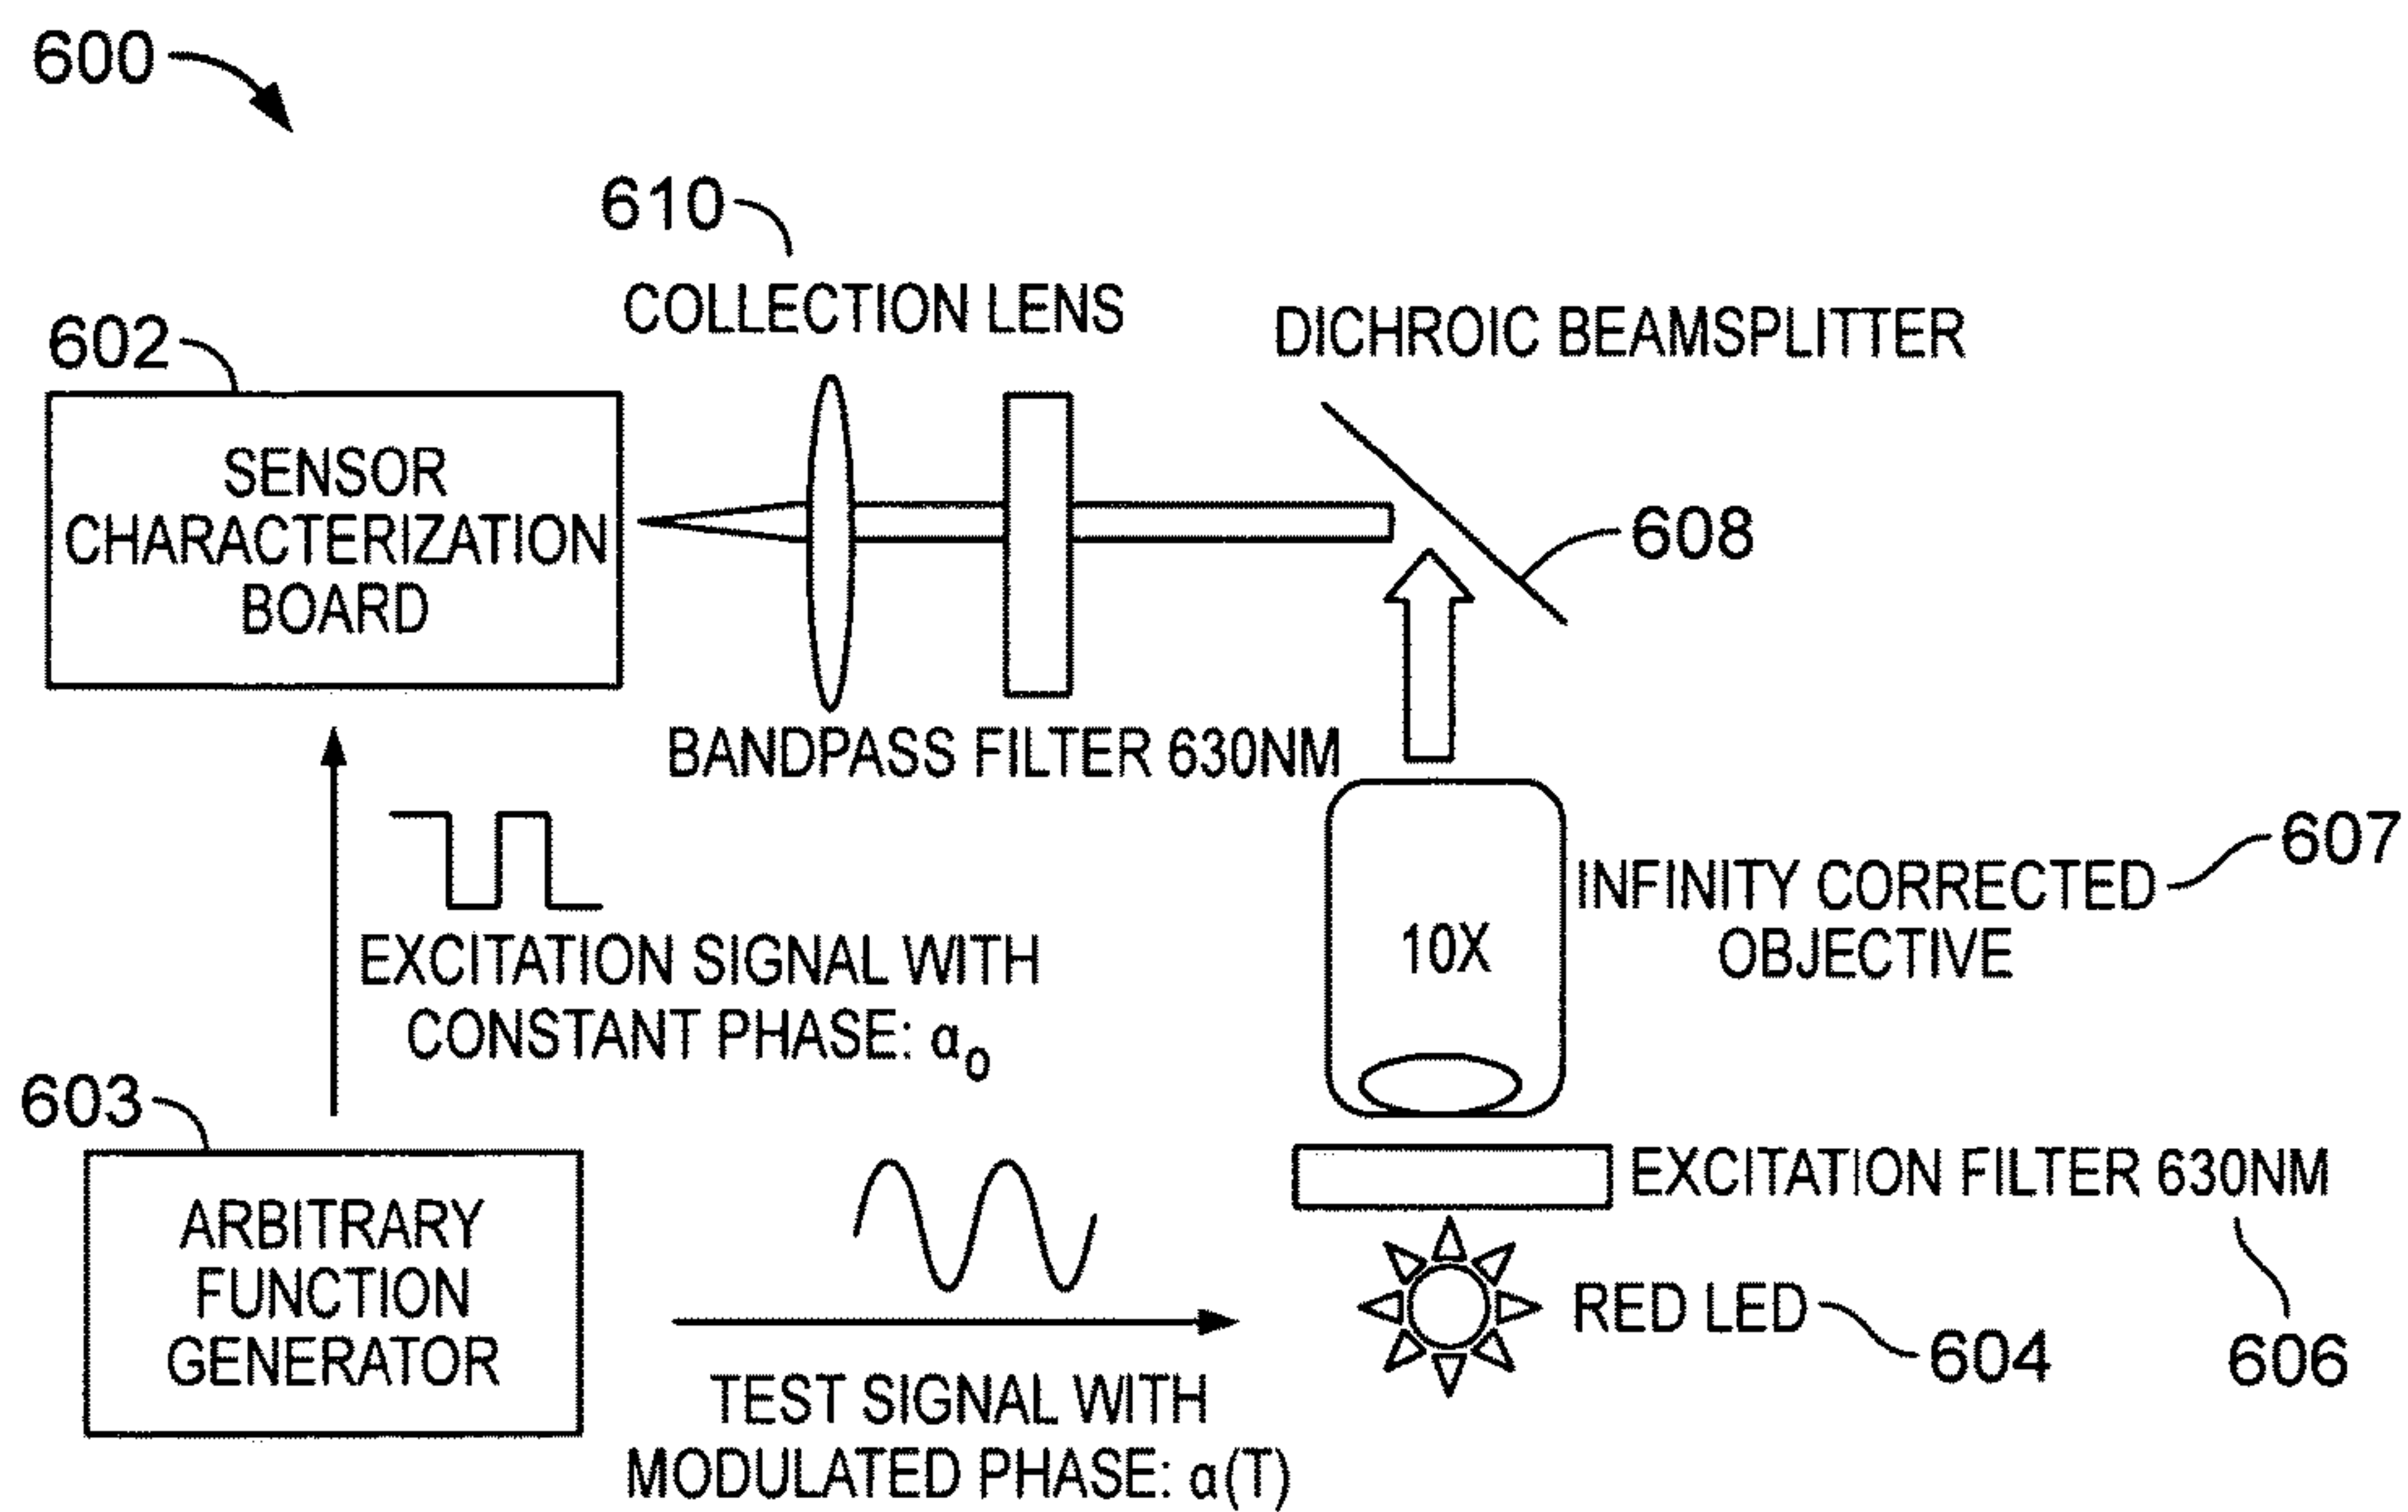 600
610
COLLECTION LENS
DICHROIC BEAMSPLITTER
602
SENSOR
CHARACTERIZATION
BOARD
608
BANDPASS FILTER 630NM
607
INFINITY CORRECTED
OBJECTIVE
10X
EXCITATION SIGNAL WITH
CONSTANT PHASE: α₀
603
ARBITRARY
FUNCTION
GENERATOR
EXCITATION FILTER 630NM
606
RED LED
604
TEST SIGNAL WITH
MODULATED PHASE: α(T)